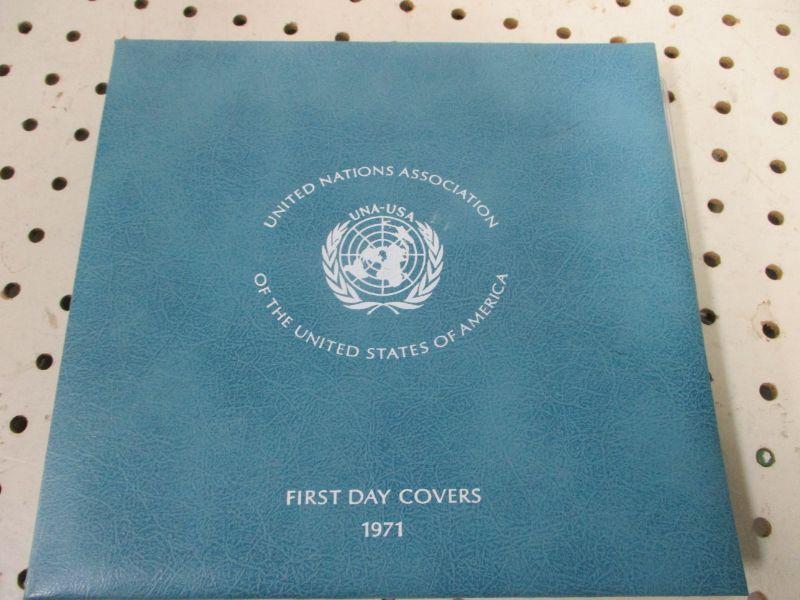 UNITED NATIONS ASSOCIATION
UNA-USA
OF THE UNITED STATES OF AMERICA
FIRST DAY COVERS
1971